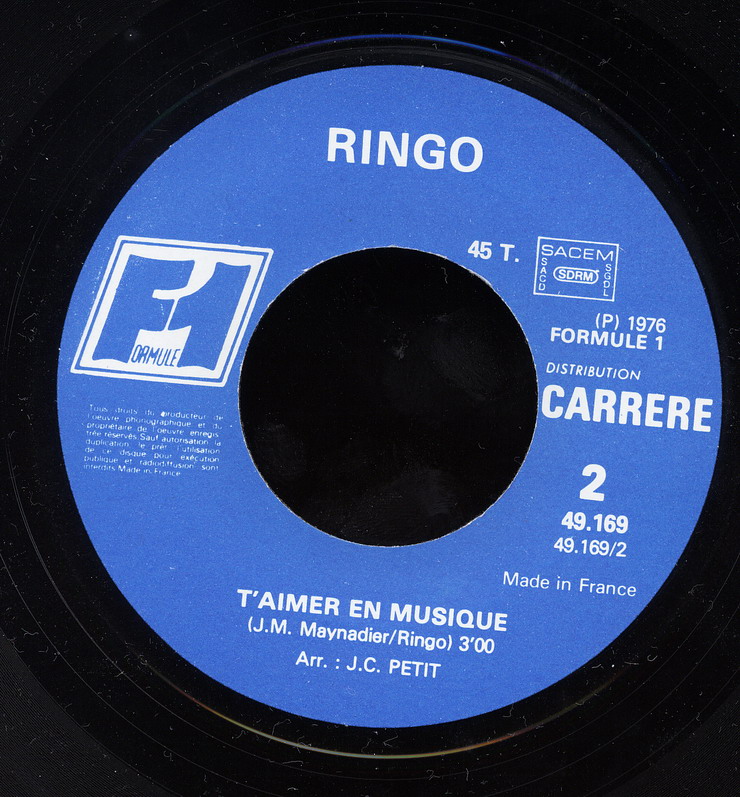 RINGO
45 T.
SACEM
SACD
SDRM
SGDL
F1
ORMULE
(P) 1976
FORMULE 1
DISTRIBUTION
CARRERE
Tous droits du producteur de
l'oeuvre phonographique et du
propriétaire de l'oeuvre enregis
trée réservés Sauf autorisation la
duplication le prêt l'utilisation
de ce disque pour exécution
publique et radiodiffusion sont
interdits Made in France
2
49.169
49.169/2
Made in France
T'AIMER EN MUSIQUE
(J.M. Maynadier/Ringo) 3'00
Arr. : J.C. PETIT